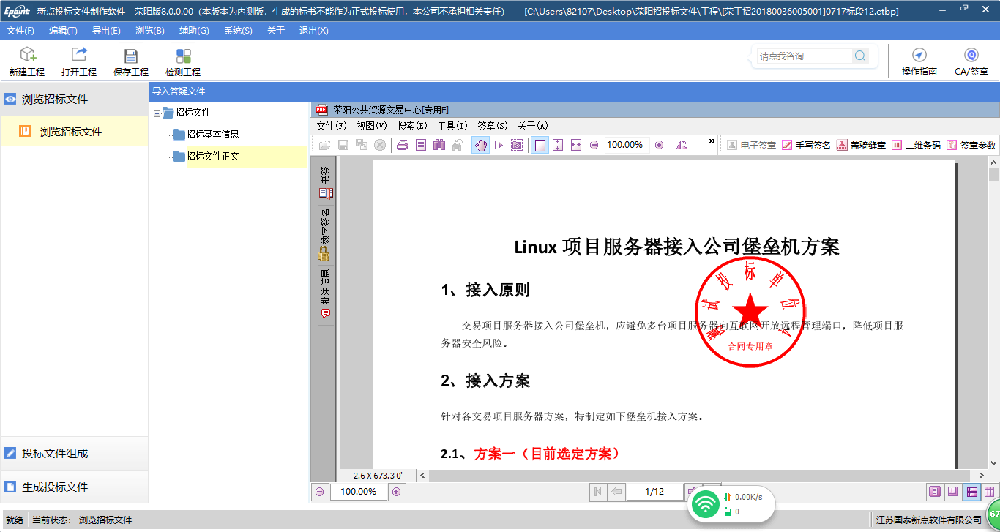 Epoint 新点投标文件制作软件—荥阳版8.0.0.00（本版本为内测版，生成的标书不能作为正式投标使用，本公司不承担相关责任） [C:\Users\82107\Desktop\荥阳招投标文件\工程\[荥工招20180036005001]0717标段12.etbp]
文件(F) 编辑(T) 导出(E) 浏览(B) 辅助(G) 系统(S) 关于 退出(X)
新建工程 打开工程 保存工程 检测工程 请点我咨询 操作指南 CA/签章
浏览招标文件
浏览招标文件
投标文件组成
生成投标文件
导入答疑文件
招标文件
招标基本信息
招标文件正文
PDF 荥阳公共资源交易中心[专用F]
文件(F) 视图(V) 搜索(E) 工具(T) 签章(S) 关于(A)
100.00% » 电子签章 手写签名 盖骑缝章 二维条码 签章参数
书签
数字签名
批注信息
Linux 项目服务器接入公司堡垒机方案
1、接入原则
交易项目服务器接入公司堡垒机，应避免多台项目服务器向互联网开放远程管理端口，降低项目服
务器安全风险。
试投标单位
合同专用章
2、接入方案
针对各交易项目服务器方案，特制定如下堡垒机接入方案。
2.1、方案一（目前选定方案）
2.6 X 673.3 0'
100.00% 1/12
0.00K/s
0
67
就绪 当前状态： 浏览招标文件 江苏国泰新点软件有限公司